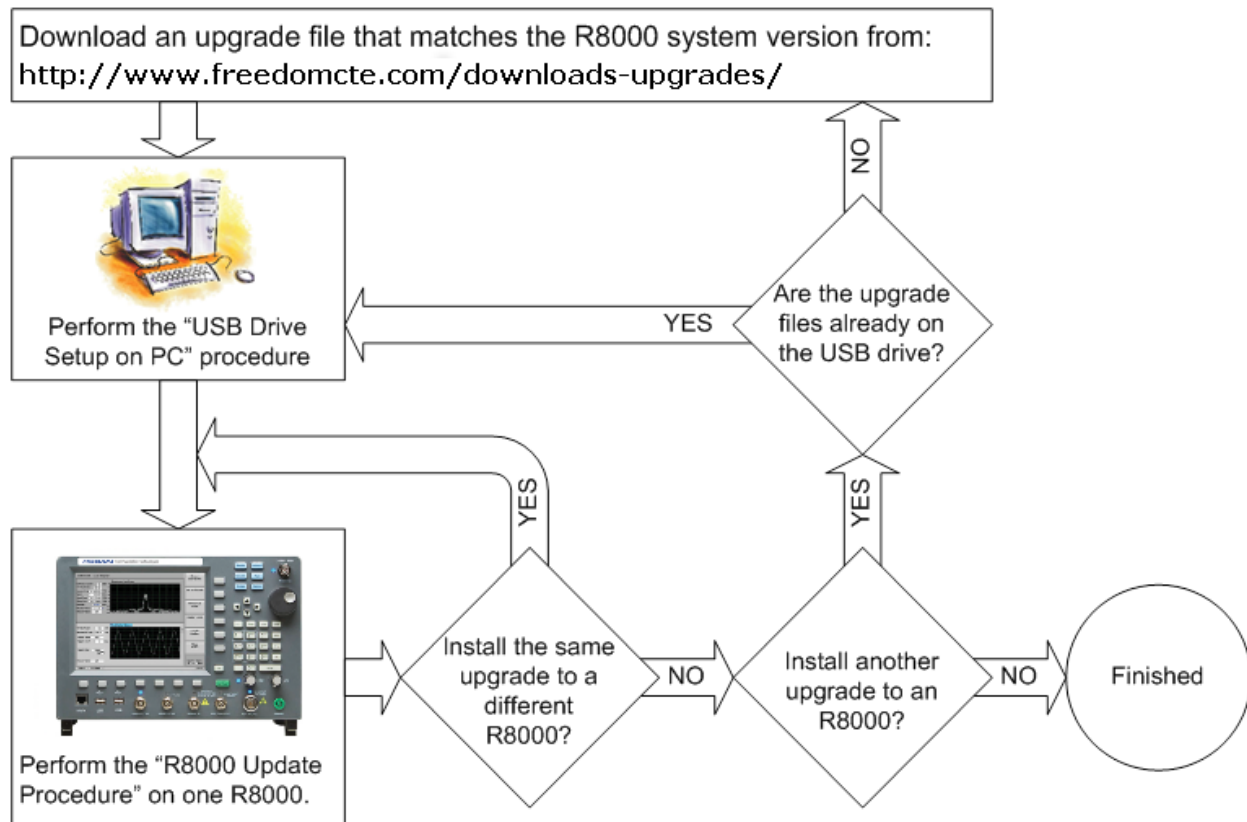 Download an upgrade file that matches the R8000 system version from:
http://www.freedomcte.com/downloads-upgrades/
NO
Perform the “USB Drive
Setup on PC” procedure
YES
Are the upgrade
files already on
the USB drive?
YES
YES
Perform the “R8000 Update
Procedure” on one R8000.
Install the same
upgrade to a
different
R8000?
NO
Install another
upgrade to an
R8000?
NO
Finished